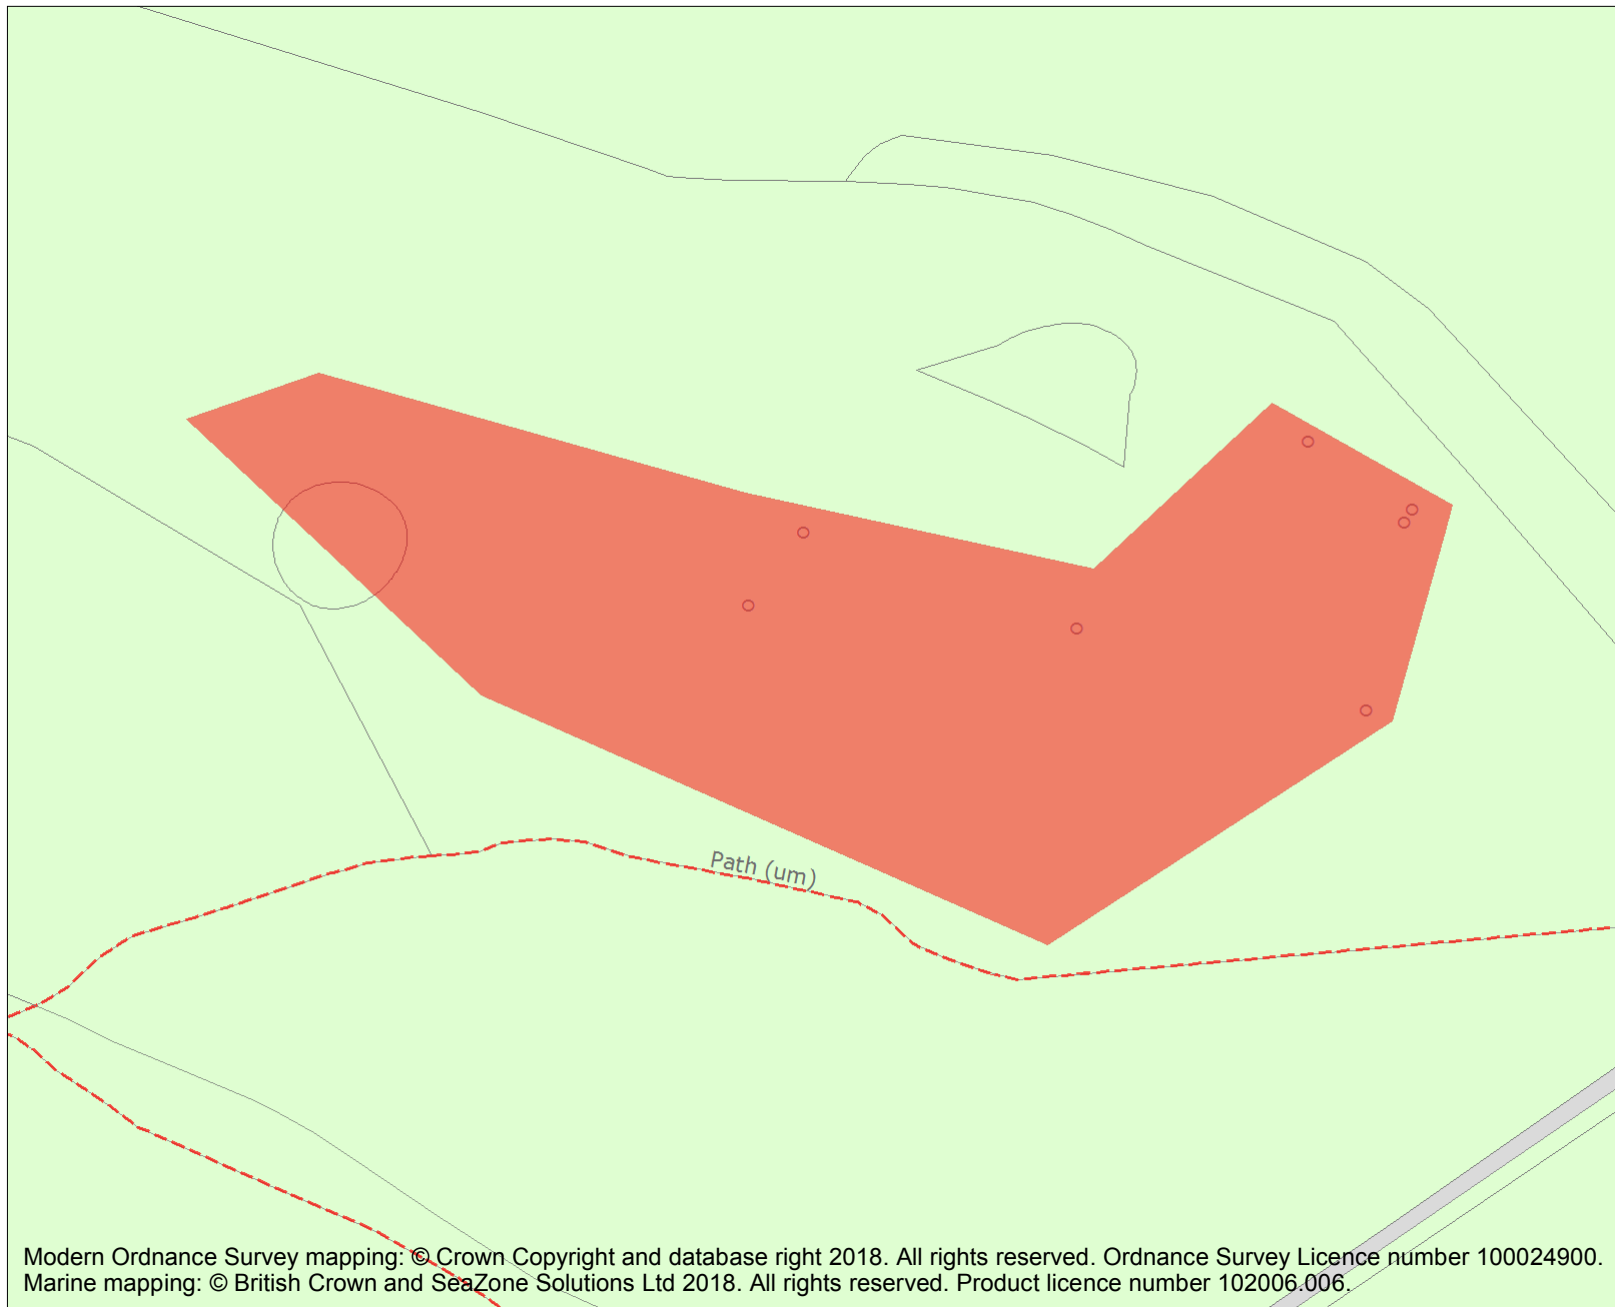 Path (um)
Modern Ordnance Survey mapping: © Crown Copyright and database right 2018. All rights reserved. Ordnance Survey Licence number 100024900.
Marine mapping: © British Crown and SeaZone Solutions Ltd 2018. All rights reserved. Product licence number 102006.006.